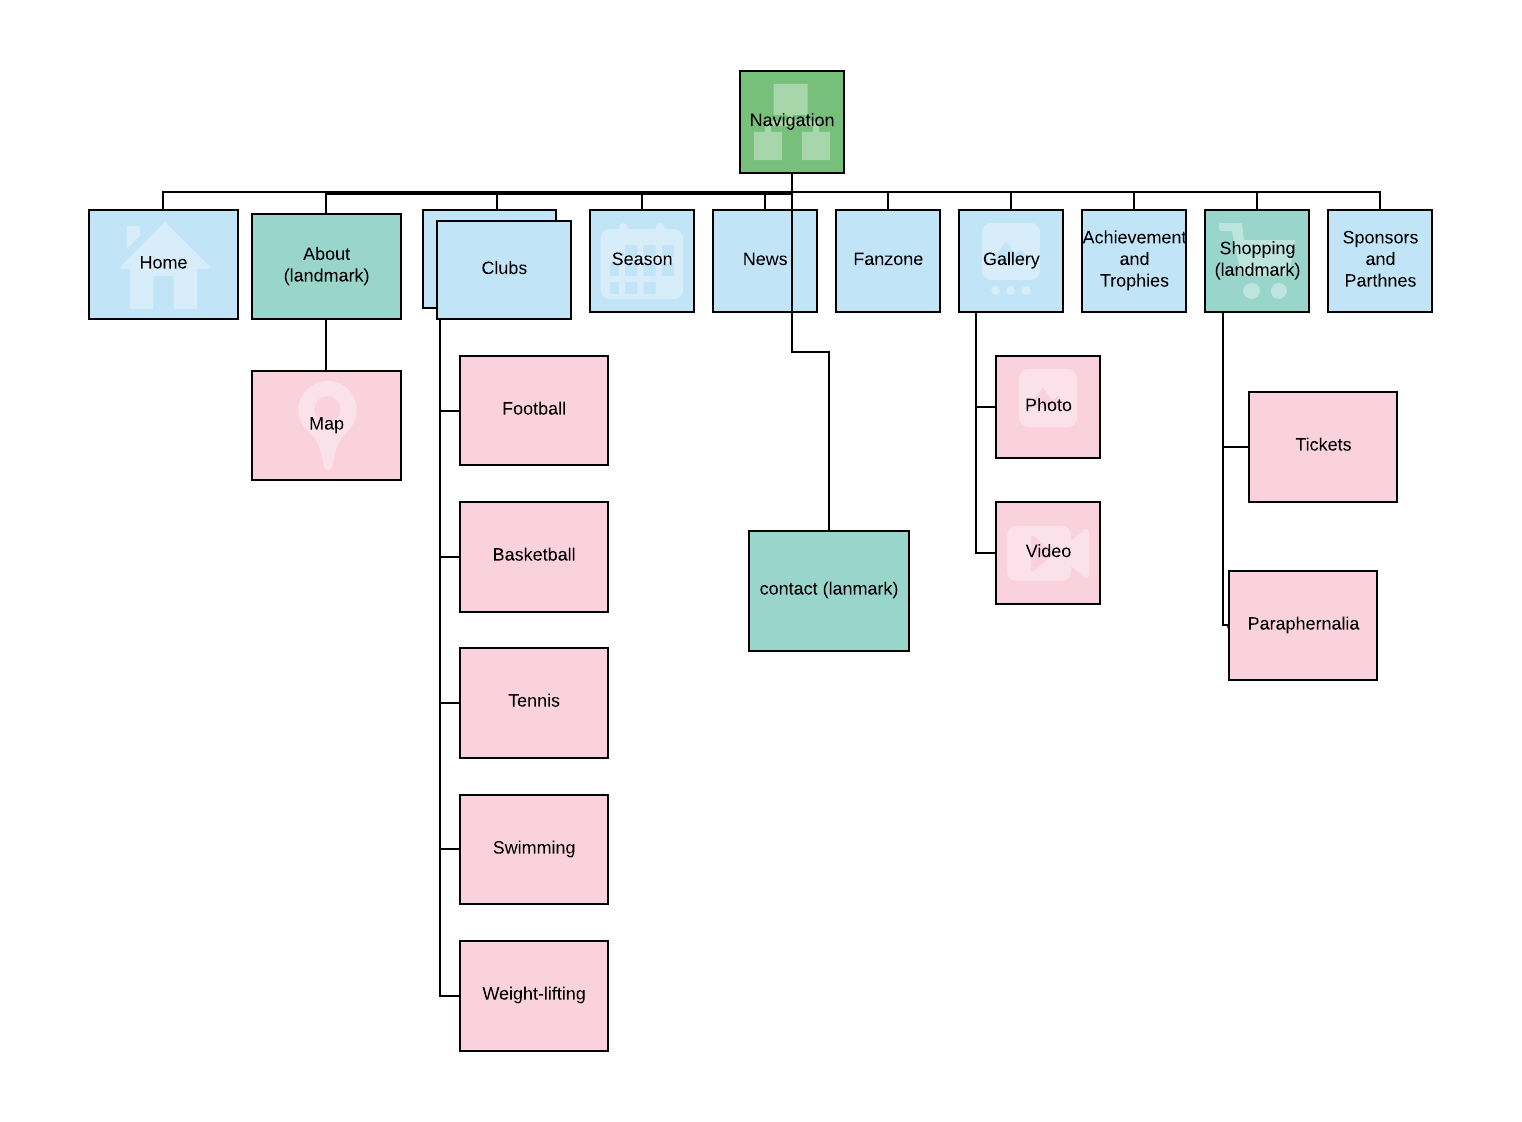 Navigation
Home
About
(landmark)
Clubs
Season
News
Fanzone
Gallery
Achievement
and
Trophies
Shopping
(landmark)
Sponsors
and
Parthnes
Map
Football
Basketball
Tennis
Swimming
Weight-lifting
contact (lanmark)
Photo
Video
Tickets
Paraphernalia